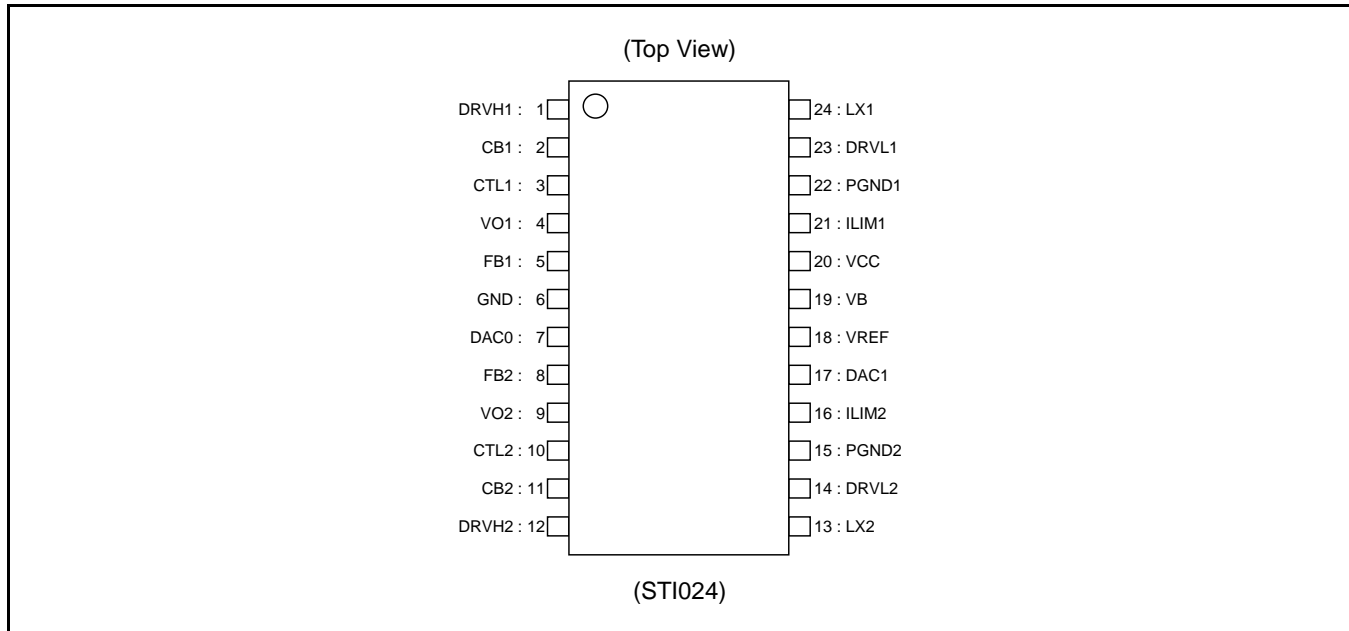 (Top View)
DRVH1 : 1
CB1 : 2
CTL1 : 3
VO1 : 4
FB1 : 5
GND : 6
DAC0 : 7
FB2 : 8
VO2 : 9
CTL2 : 10
CB2 : 11
DRVH2 : 12
24 : LX1
23 : DRVL1
22 : PGND1
21 : ILIM1
20 : VCC
19 : VB
18 : VREF
17 : DAC1
16 : ILIM2
15 : PGND2
14 : DRVL2
13 : LX2
(STI024)